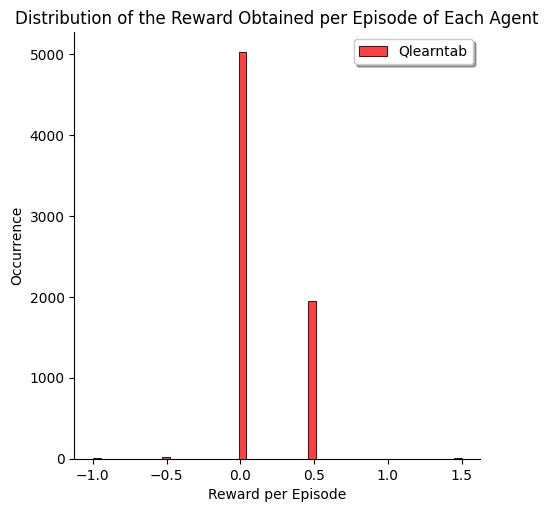 Distribution of the Reward Obtained per Episode of Each Agent
Qlearntab
5000
4000
3000
2000
1000
0
−1.0 −0.5 0.0 0.5 1.0 1.5
Occurrence
Reward per Episode